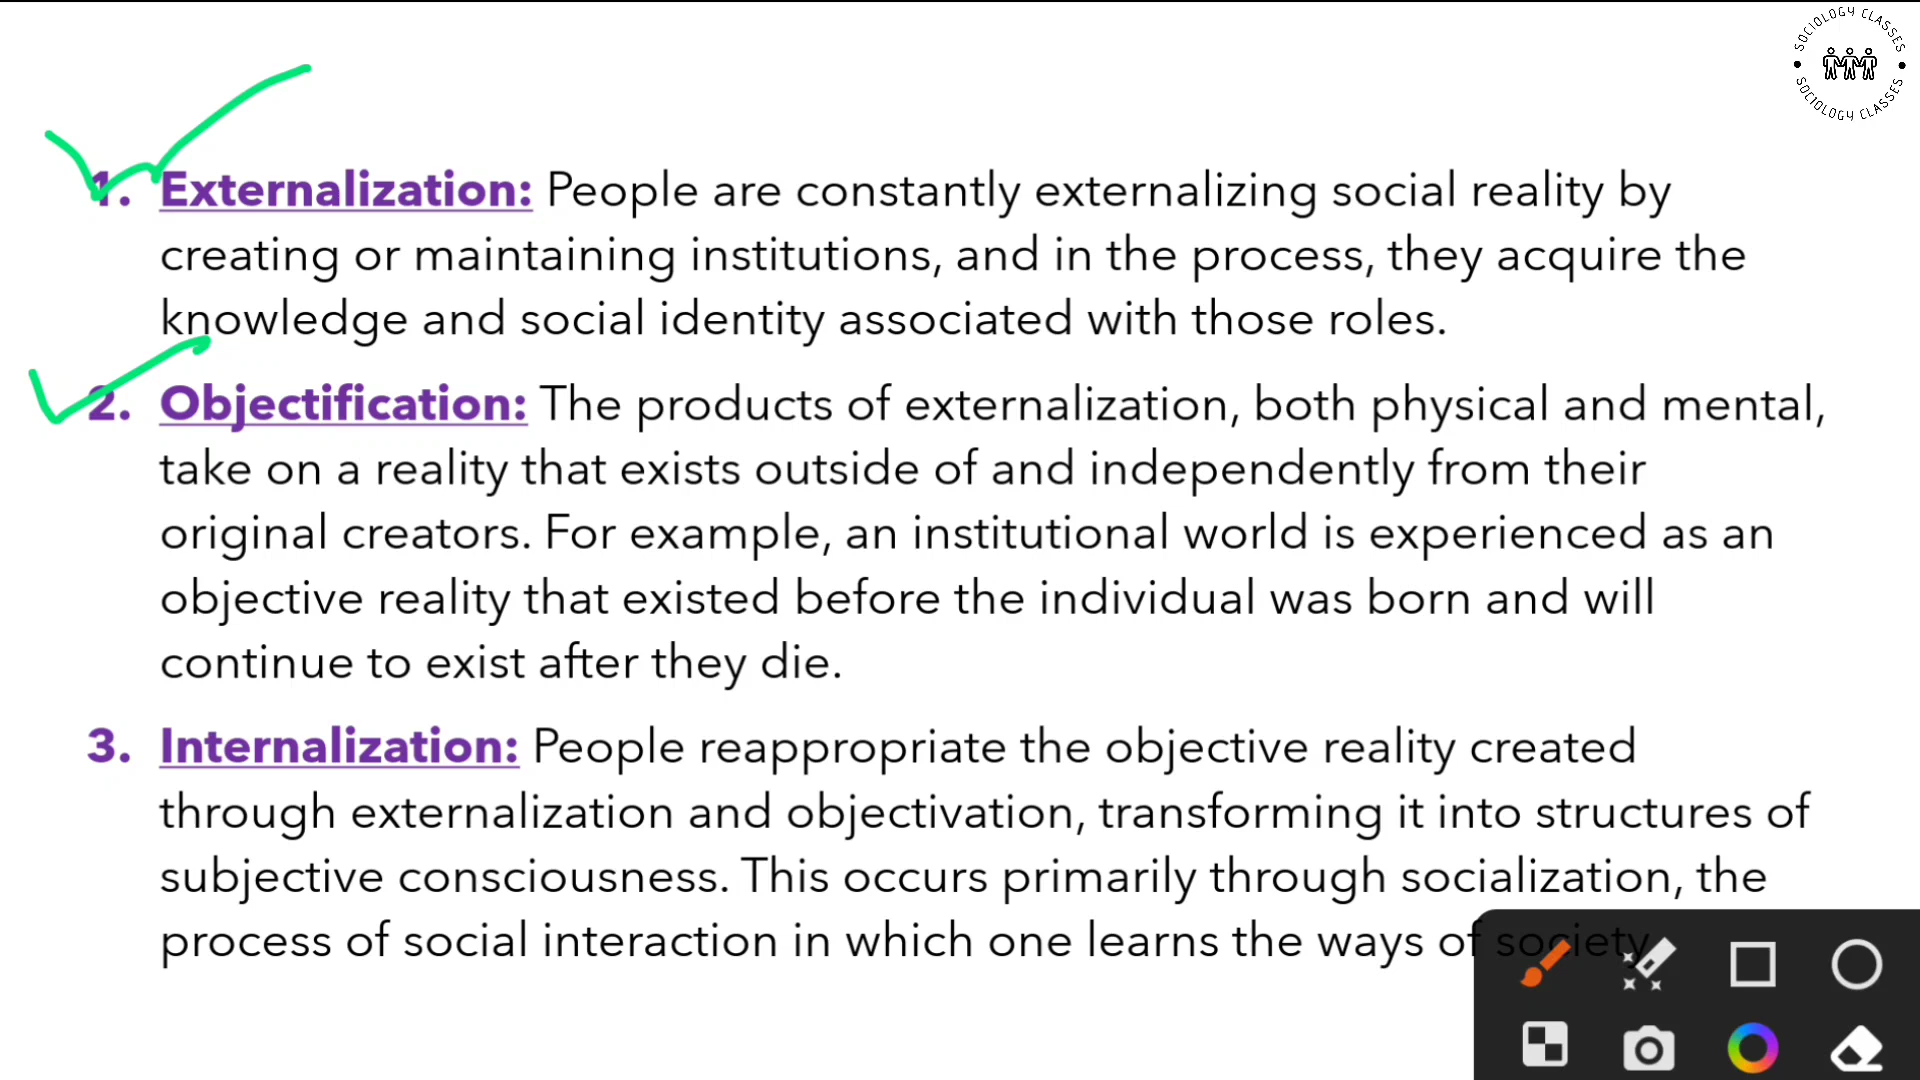 SOCIOLOGY CLASSES
SOCIOLOGY CLASSES
1. Externalization: People are constantly externalizing social reality by
creating or maintaining institutions, and in the process, they acquire the
knowledge and social identity associated with those roles.
2. Objectification: The products of externalization, both physical and mental,
take on a reality that exists outside of and independently from their
original creators. For example, an institutional world is experienced as an
objective reality that existed before the individual was born and will
continue to exist after they die.
3. Internalization: People reappropriate the objective reality created
through externalization and objectivation, transforming it into structures of
subjective consciousness. This occurs primarily through socialization, the
process of social interaction in which one learns the ways of society